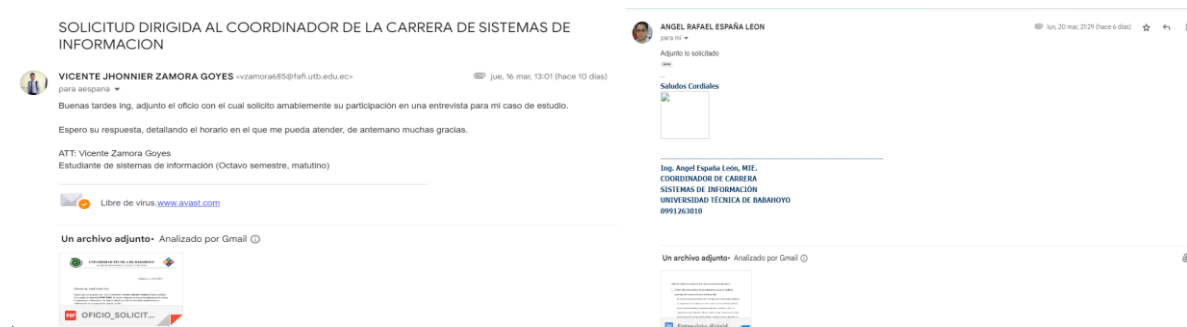 SOLICITUD DIRIGIDA AL COORDINADOR DE LA CARRERA DE SISTEMAS DE
INFORMACION
VICENTE JHONNIER ZAMORA GOYES <vzamora685@fafi.utb.edu.ec>
jue, 16 mar, 13:01 (hace 10 días)
para aespana
Buenas tardes ing, adjunto el oficio con el cual solicito amablemente su participación en una entrevista para mi caso de estudio.
Espero su respuesta, detallando el horario en el que me pueda atender, de antemano muchas gracias.
ATT: Vicente Zamora Goyes
Estudiante de sistemas de información (Octavo semestre, matutino)
Libre de virus.www.avast.com
Un archivo adjunto• Analizado por Gmail
UNIVERSIDAD TÉCNICA DE BABAHOYO
PDF OFICIO_SOLICIT...
ANGEL RAFAEL ESPAÑA LEON
lun, 20 mar, 21:29 (hace 6 días)
para mí
Adjunto lo solicitado
...
--
Saludos Cordiales
Ing. Angel España León, MIE.
COORDINADOR DE CARRERA
SISTEMAS DE INFORMACIÓN
UNIVERSIDAD TÉCNICA DE BABAHOYO
0991263010
Un archivo adjunto• Analizado por Gmail
Entrevista dirigid